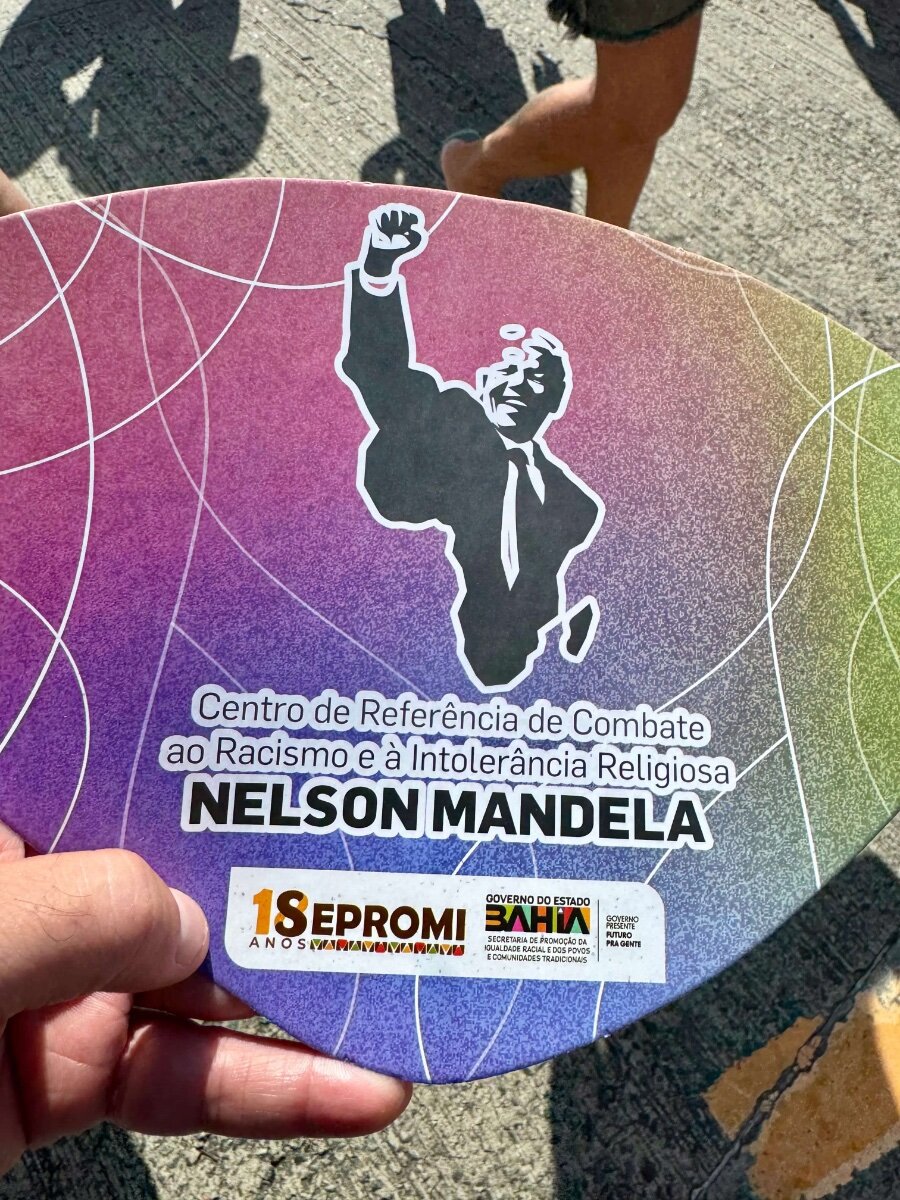 Centro de Referência de Combate
ao Racismo e à Intolerância Religiosa
NELSON MANDELA
18 SEPROMI
ANOS
GOVERNO DO ESTADO
BAHIA
SECRETARIA DE PROMOÇÃO DA
IGUALDADE RACIAL E DOS POVOS
E COMUNIDADES TRADICIONAIS
GOVERNO
PRESENTE
FUTURO
PRA GENTE